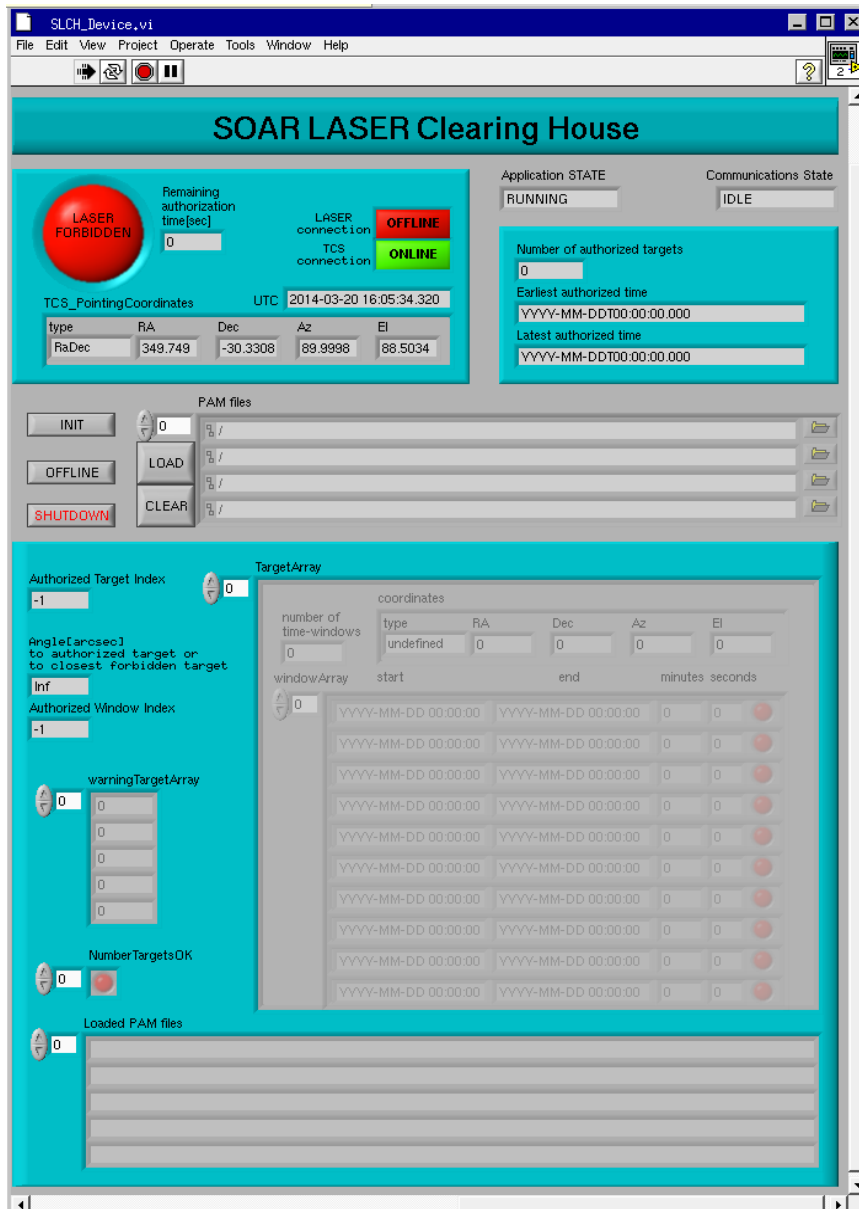 SLCH_Device.vi
File Edit View Project Operate Tools Window Help
2
SOAR LASER Clearing House
LASER FORBIDDEN
Remaining
authorization
time[sec]
0
LASER
connection
OFFLINE
TCS
connection
ONLINE
TCS_PointingCoordinates
UTC 2014-03-20 16:05:34.320
type RA Dec Az El
RaDec 349.749 -30.3308 89.9998 88.5034
Application STATE Communications State
RUNNING IDLE
Number of authorized targets
0
Earliest authorized time
YYYY-MM-DDT00:00:00.000
Latest authorized time
YYYY-MM-DDT00:00:00.000
PAM files
INIT
OFFLINE
SHUTDOWN
0
LOAD
CLEAR
/
/
/
/
Authorized Target Index
-1
Angle[arcsec]
to authorized target or
to closest forbidden target
Inf
Authorized Window Index
-1
warningTargetArray
0
0
0
0
0
0
NumberTargetsOK
0
TargetArray
0
number of
time-windows
0
coordinates
type RA Dec Az El
undefined 0 0 0 0
windowArray start end minutes seconds
0
YYYY-MM-DD 00:00:00 YYYY-MM-DD 00:00:00 0 0
YYYY-MM-DD 00:00:00 YYYY-MM-DD 00:00:00 0 0
YYYY-MM-DD 00:00:00 YYYY-MM-DD 00:00:00 0 0
YYYY-MM-DD 00:00:00 YYYY-MM-DD 00:00:00 0 0
YYYY-MM-DD 00:00:00 YYYY-MM-DD 00:00:00 0 0
YYYY-MM-DD 00:00:00 YYYY-MM-DD 00:00:00 0 0
YYYY-MM-DD 00:00:00 YYYY-MM-DD 00:00:00 0 0
YYYY-MM-DD 00:00:00 YYYY-MM-DD 00:00:00 0 0
YYYY-MM-DD 00:00:00 YYYY-MM-DD 00:00:00 0 0
YYYY-MM-DD 00:00:00 YYYY-MM-DD 00:00:00 0 0
Loaded PAM files
0